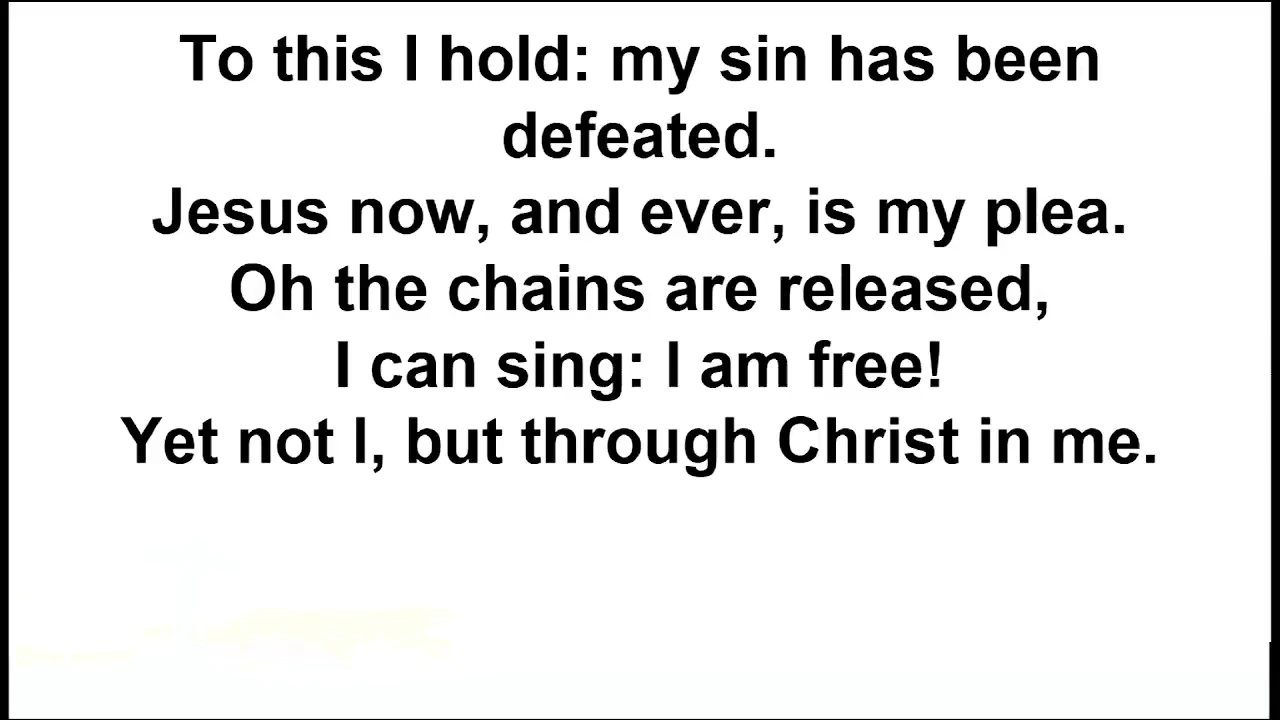 To this I hold: my sin has been
defeated.
Jesus now, and ever, is my plea.
Oh the chains are released,
I can sing: I am free!
Yet not I, but through Christ in me.